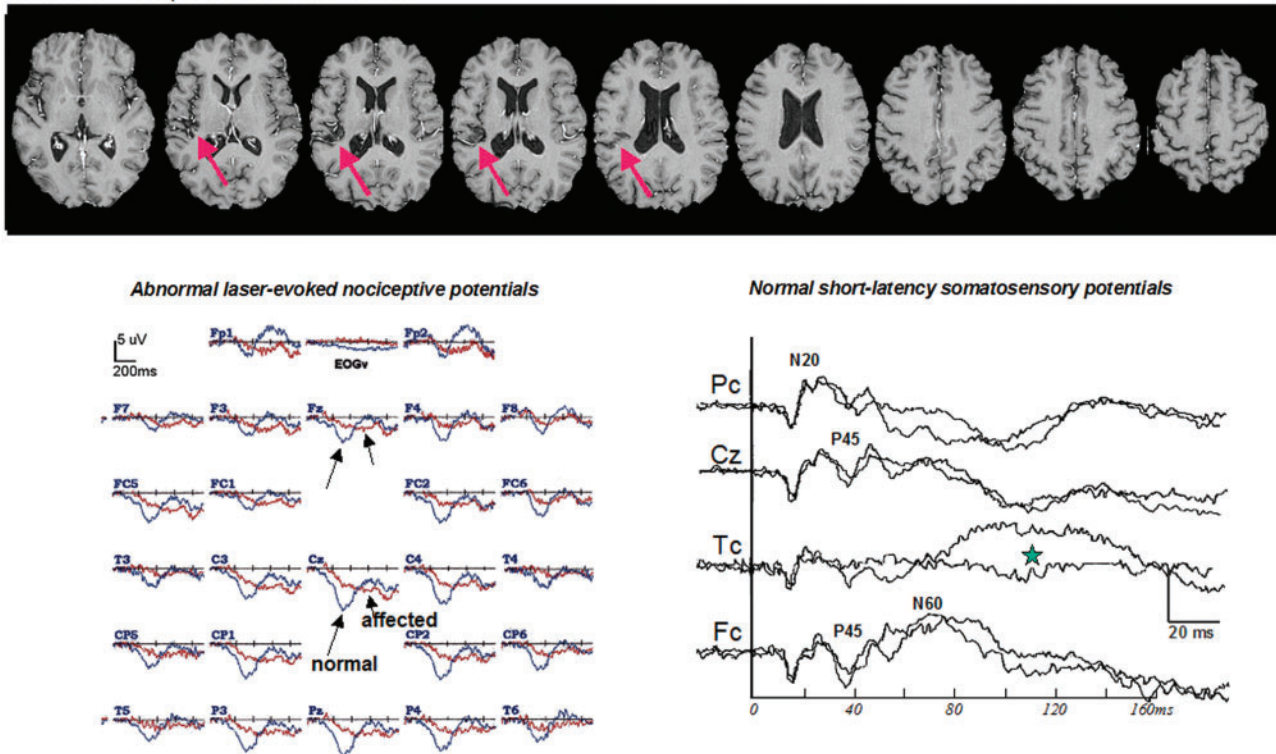 Abnormal laser-evoked nociceptive potentials
Normal short-latency somatosensory potentials
5 uV
200ms
Fp1
EOGv
Fp2
F7
F3
Fz
F4
F8
FC5
FC1
FC2
FC6
T3
C3
Cz
C4
T4
affected
CP5
CP1
normal
CP2
CP6
T5
P3
Pz
P4
T6
N20
Pc
P45
Cz
Tc
N60
20 ms
P45
Fc
0
40
80
120
160ms